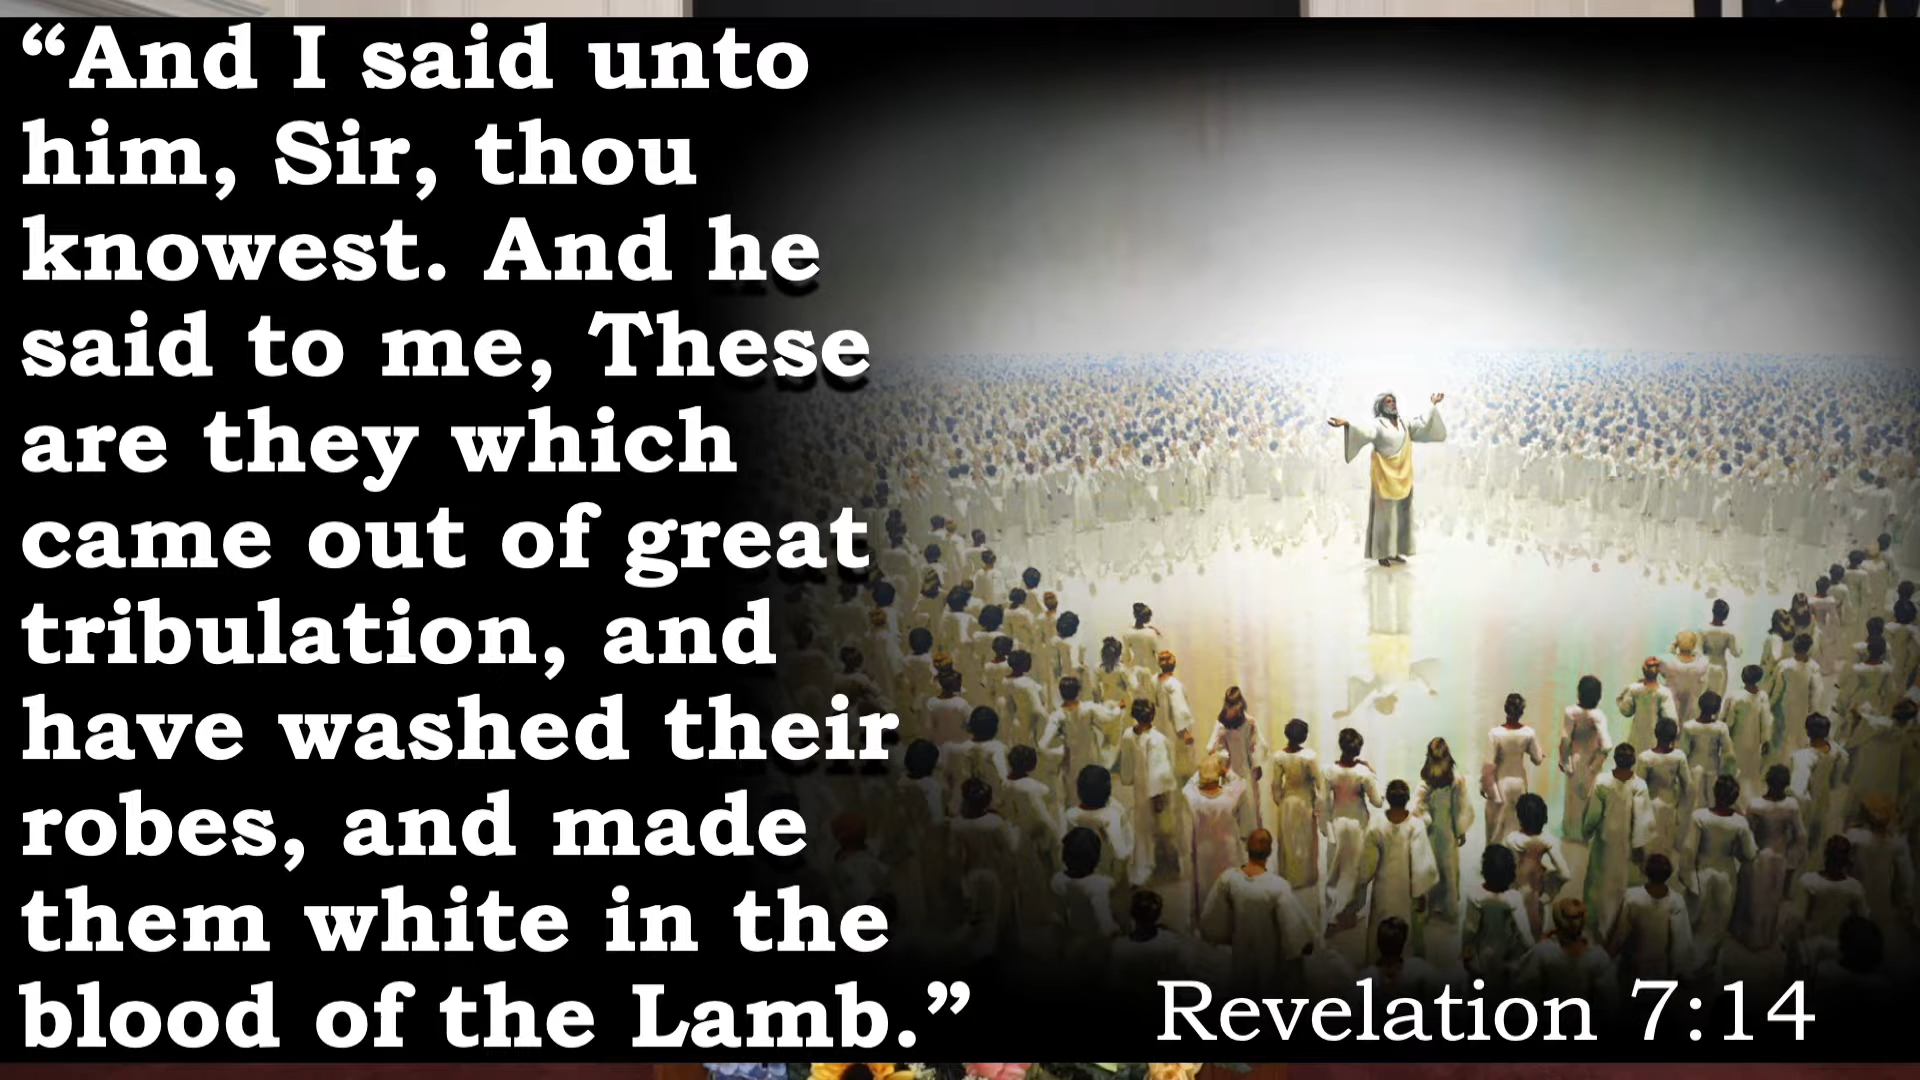 “And I said unto
him, Sir, thou
knowest. And he
said to me, These
are they which
came out of great
tribulation, and
have washed their
robes, and made
them white in the
blood of the Lamb.”
Revelation 7:14